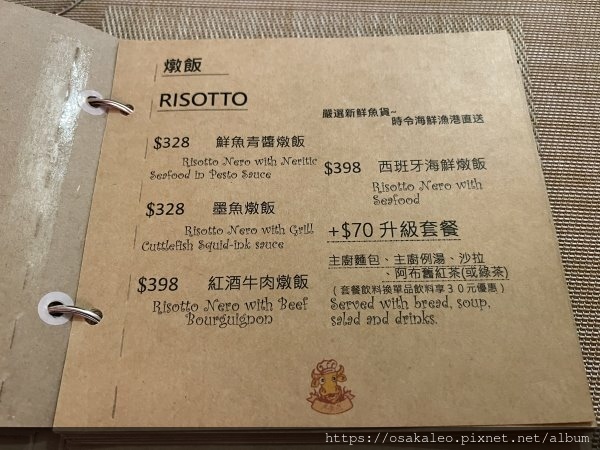 燉飯
RISOTTO
$328 鮮魚青醬燉飯
Risotto Nero with Neritic
Seafood in Pesto Sauce
$328 墨魚燉飯
Risotto Nero with Grill
Cuttlefish Squid-ink sauce
$398 紅酒牛肉燉飯
Risotto Nero with Beef
Bourguignon
嚴選新鮮魚貨~
時令海鮮漁港直送
$398 西班牙海鮮燉飯
Risotto Nero with
Seafood
+$70 升級套餐
主廚麵包、主廚例湯、沙拉
、阿布舊紅茶(或綠茶)
(套餐飲料換單品飲料享30元優惠)
Served with bread, soup,
salad and drinks.
https://osakaleo.pixnet.net/album